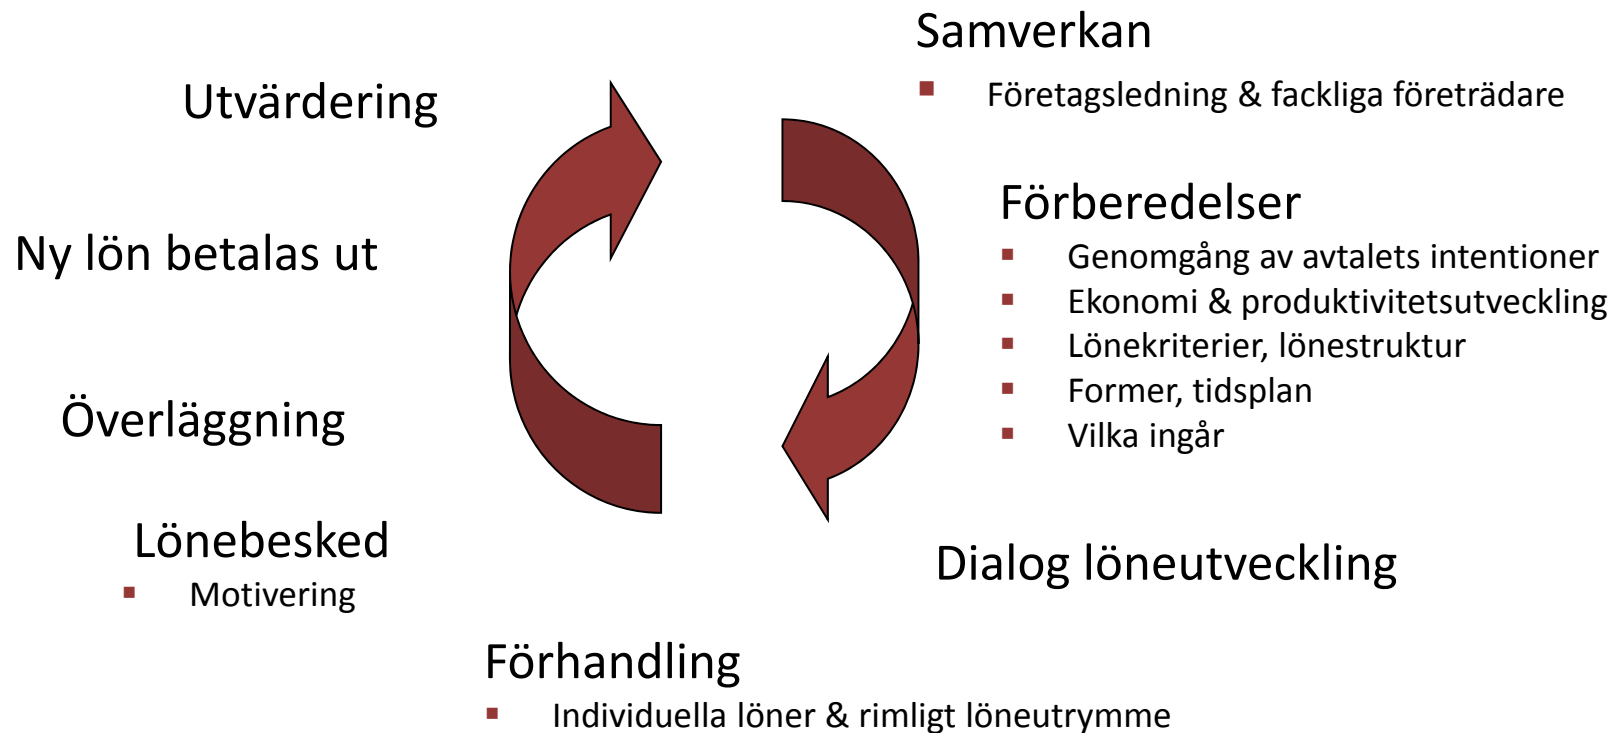 Samverkan
▪ Företagsledning & fackliga företrädare
Förberedelser
▪ Genomgång av avtalets intentioner
▪ Ekonomi & produktivitetsutveckling
▪ Lönekriterier, lönestruktur
▪ Former, tidsplan
▪ Vilka ingår
Dialog löneutveckling
Förhandling
▪ Individuella löner & rimligt löneutrymme
Lönebesked
▪ Motivering
Överläggning
Ny lön betalas ut
Utvärdering